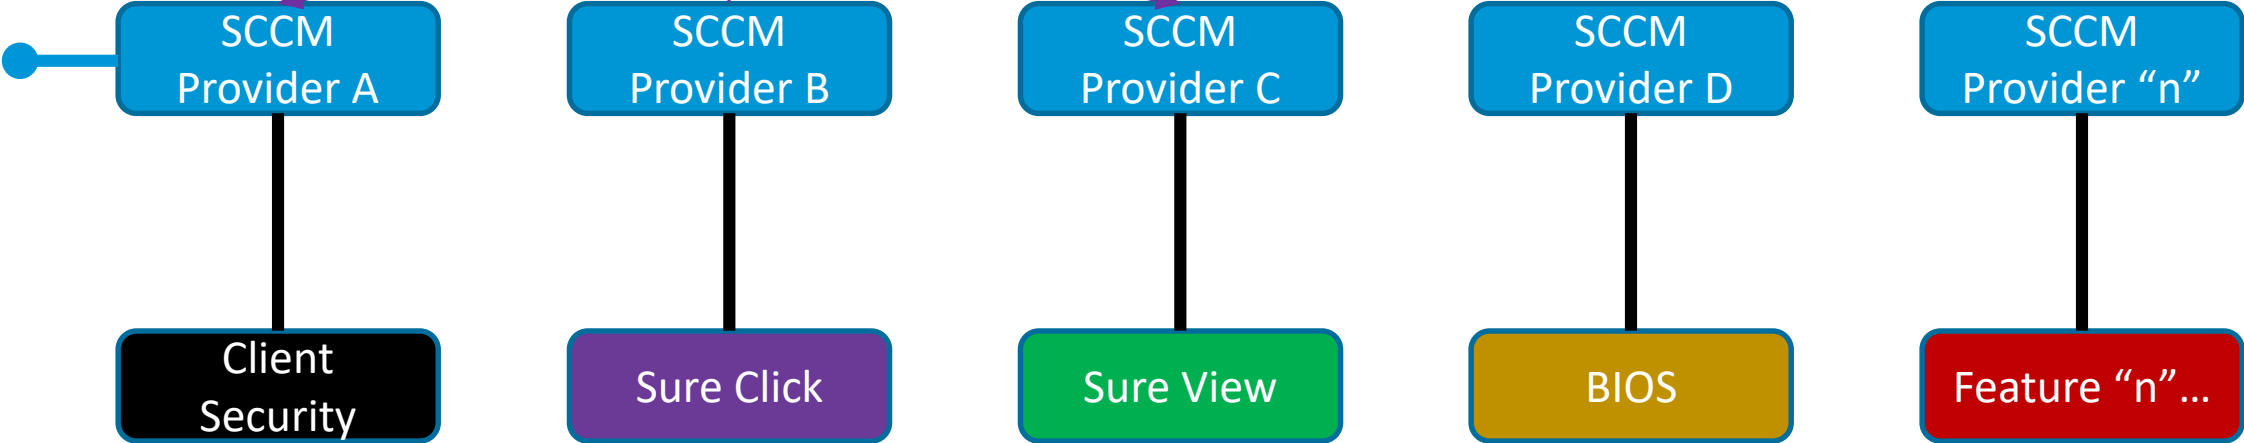 SCCM
Provider A
SCCM
Provider B
SCCM
Provider C
SCCM
Provider D
SCCM
Provider “n”
Client
Security
Sure Click
Sure View
BIOS
Feature “n”...